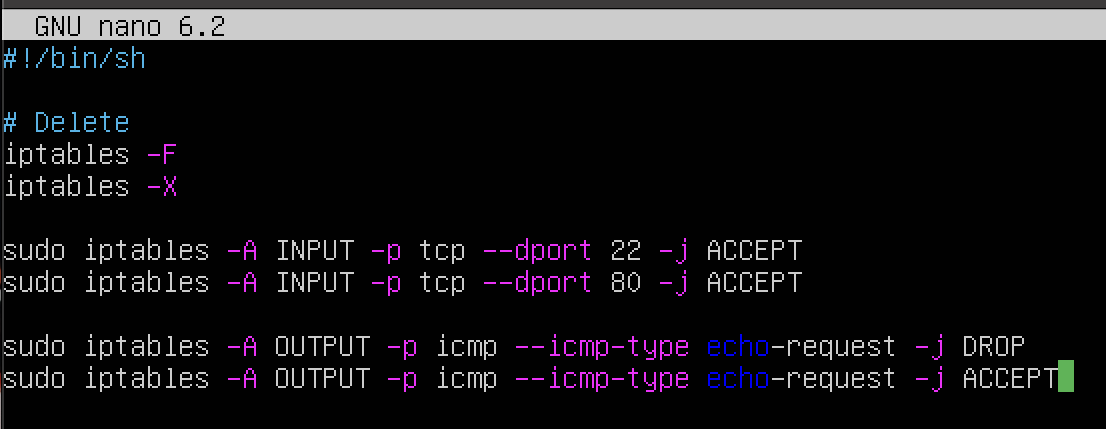 GNU nano 6.2
#!/bin/sh
# Delete
iptables -F
iptables -X
sudo iptables -A INPUT -p tcp --dport 22 -j ACCEPT
sudo iptables -A INPUT -p tcp --dport 80 -j ACCEPT
sudo iptables -A OUTPUT -p icmp --icmp-type echo-request -j DROP
sudo iptables -A OUTPUT -p icmp --icmp-type echo-request -j ACCEPT